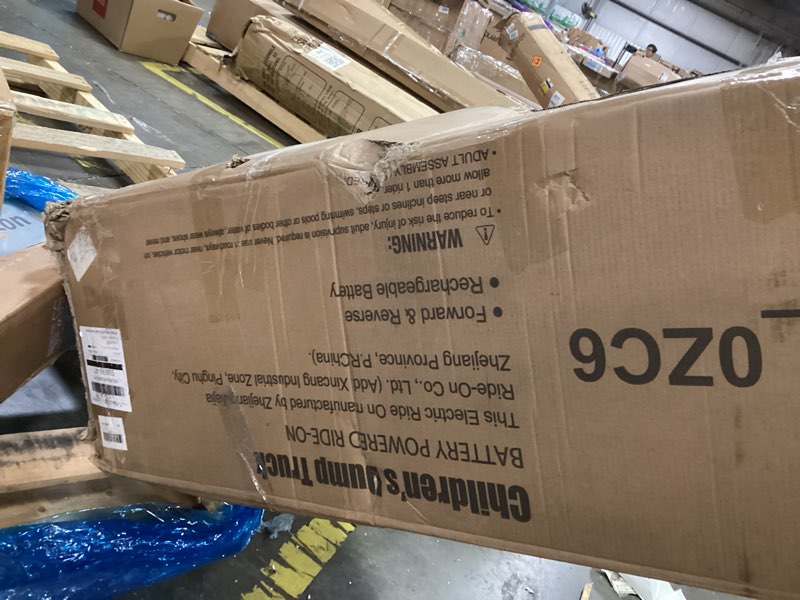 Children's Dump Truck
BATTERY POWERED RIDE-ON
This Electric Ride On manufactured by Zhejiang Jiajia
Ride-On Co., Ltd. (Add Xincang Industrial Zone, Pinghu City,
Zhejiang Province, P.R.China).
0ZC6
• Forward & Reverse
• Rechargeable Battery
WARNING:
• To reduce the risk of injury, adult suprvision is required. Never use in roadways, near motor vehicles, on
or near steep inclines or steps, swimming pools or other bodies of water, always wear shoes, and never
allow more than 1 rider
• ADULT ASSEMBLY